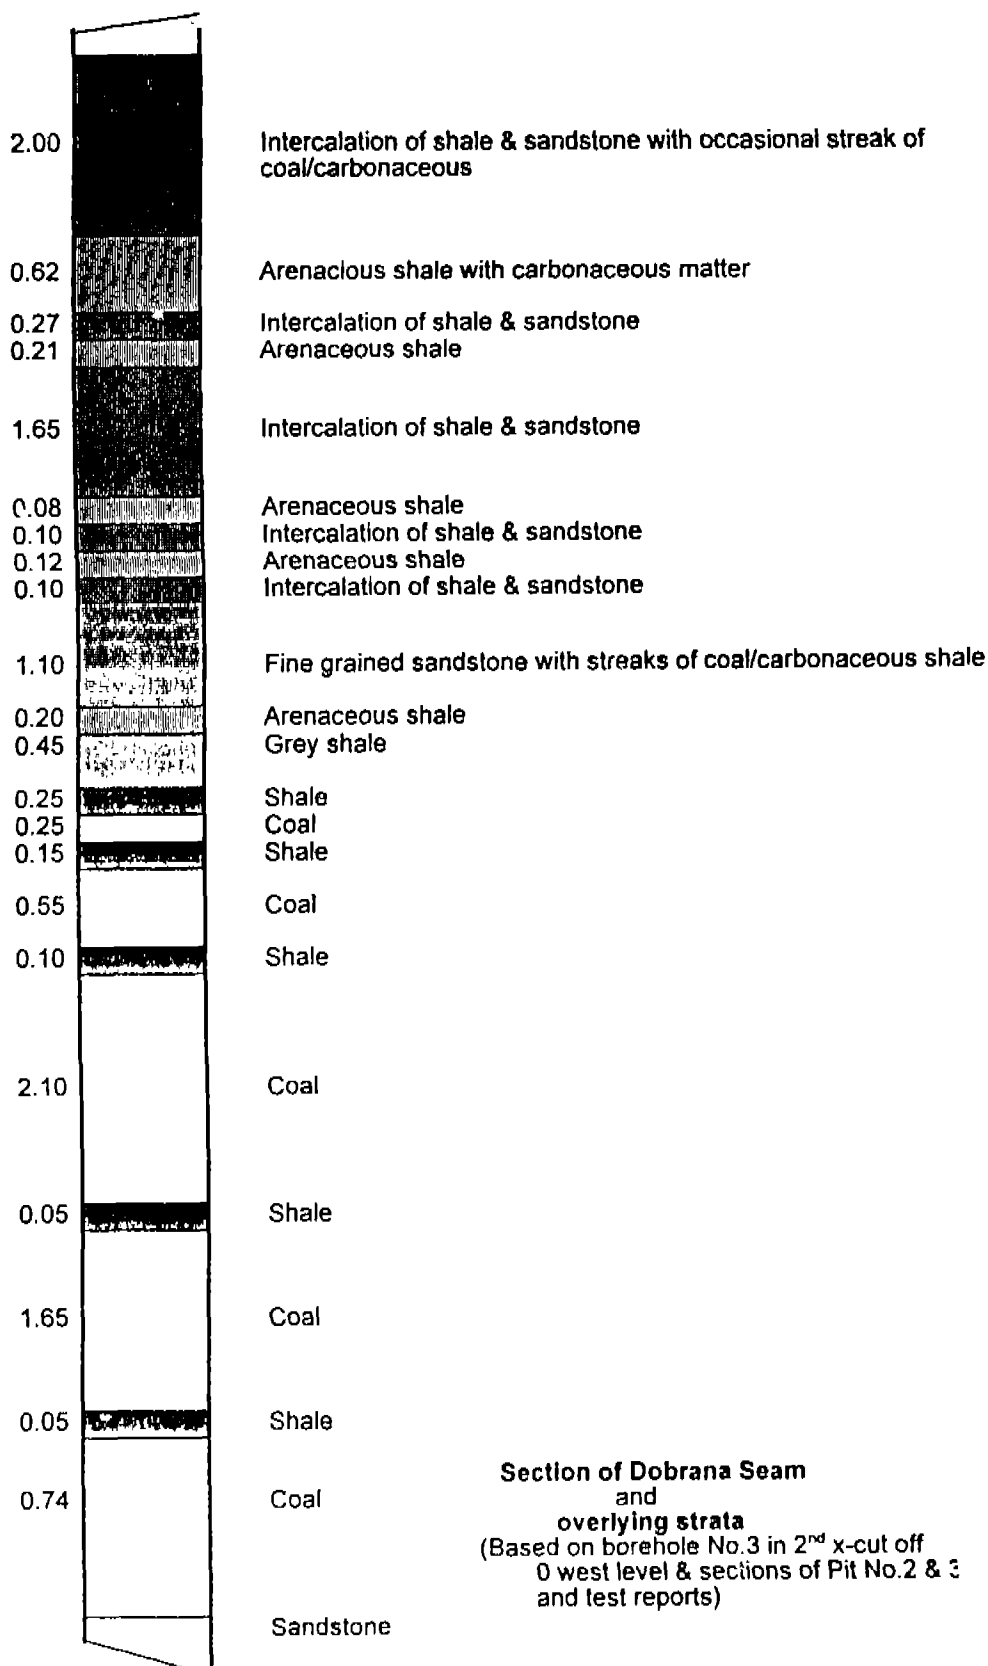 2.00 Intercalation of shale & sandstone with occasional streak of
coal/carbonaceous
0.62 Arenacious shale with carbonaceous matter
0.27 Intercalation of shale & sandstone
0.21 Arenaceous shale
1.65 Intercalation of shale & sandstone
0.08 Arenaceous shale
0.10 Intercalation of shale & sandstone
0.12 Arenaceous shale
0.10 Intercalation of shale & sandstone
1.10 Fine grained sandstone with streaks of coal/carbonaceous shale
0.20 Arenaceous shale
0.45 Grey shale
0.25 Shale
0.25 Coal
0.15 Shale
0.55 Coal
0.10 Shale
2.10 Coal
0.05 Shale
1.65 Coal
0.05 Shale
0.74 Coal
Sandstone
Section of Dobrana Seam
and
overlying strata
(Based on borehole No.3 in 2nd x-cut off
0 west level & sections of Pit No.2 & 3
and test reports)